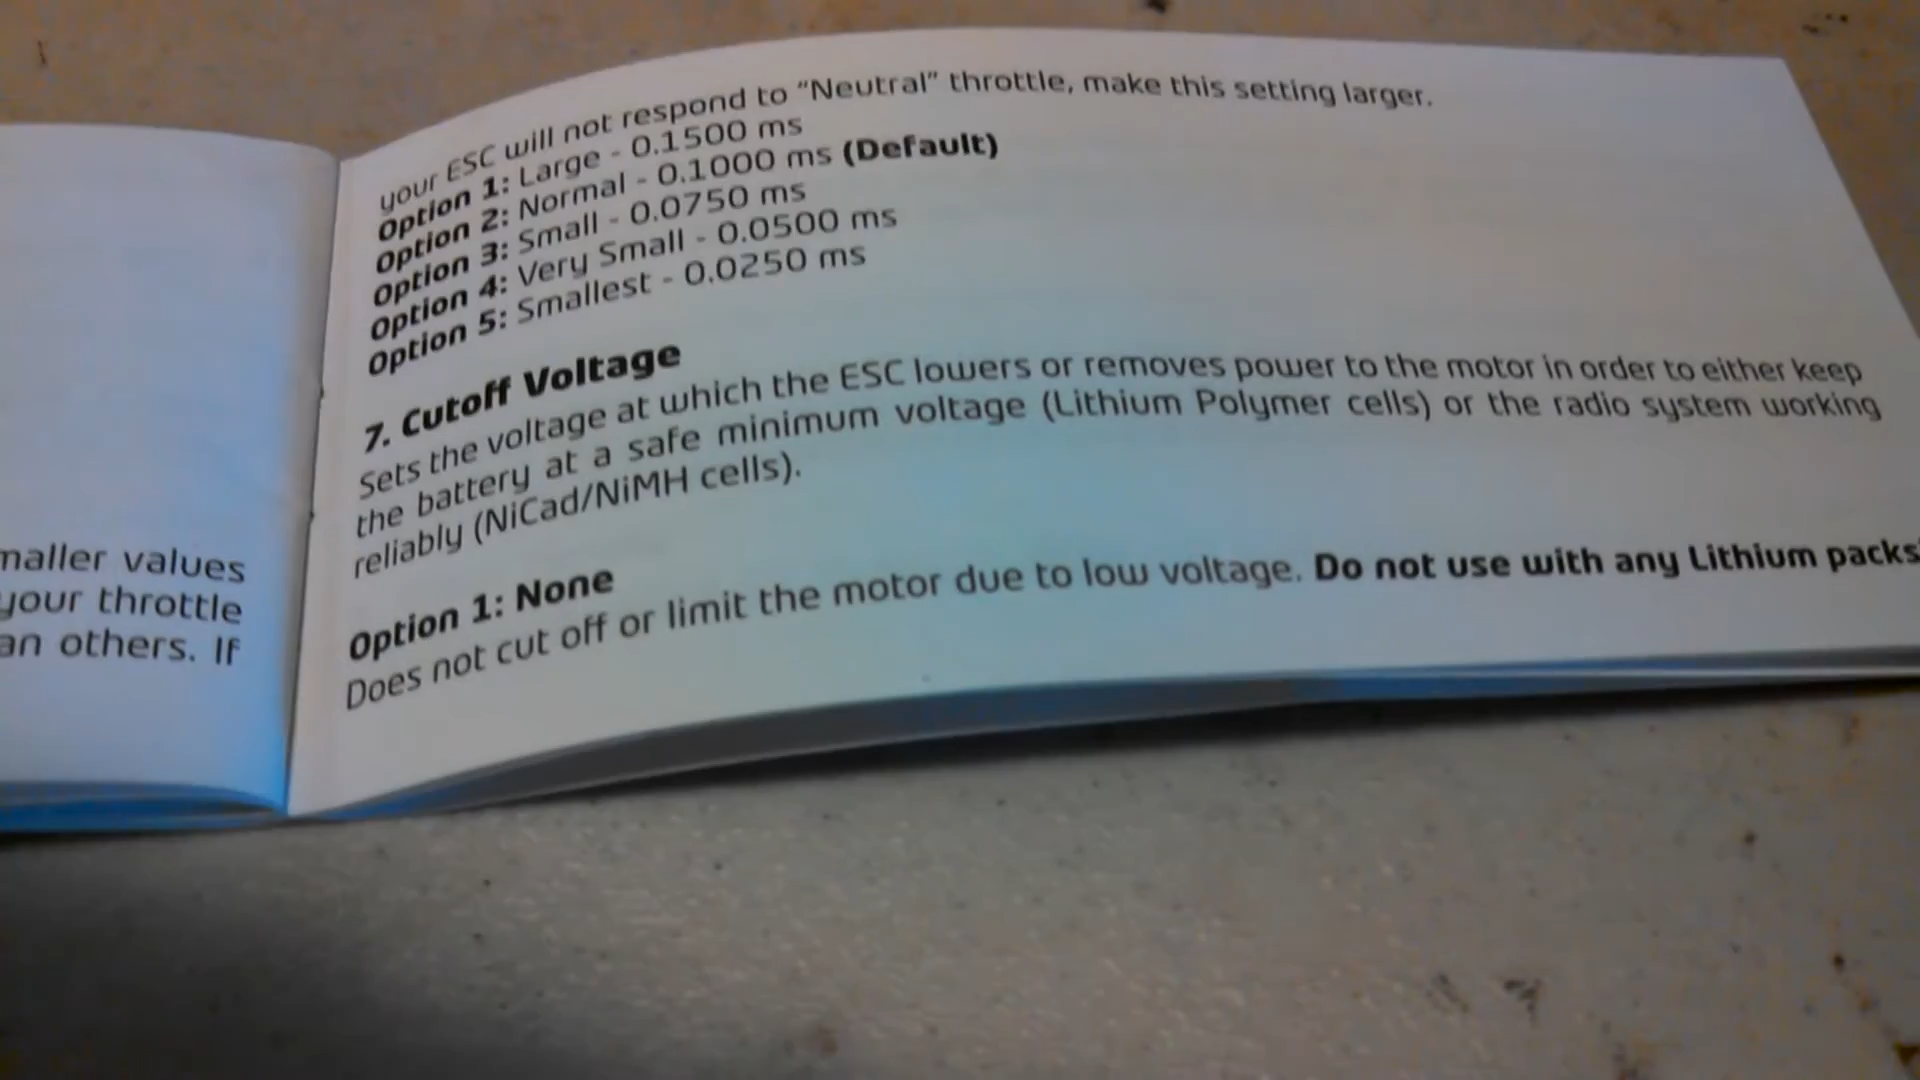 maller values
your throttle
an others. If
your ESC will not respond to “Neutral” throttle, make this setting larger.
Option 1: Large - 0.1500 ms
Option 2: Normal - 0.1000 ms (Default)
Option 3: Small - 0.0750 ms
Option 4: Very Small - 0.0500 ms
Option 5: Smallest - 0.0250 ms
7. Cutoff Voltage
Sets the voltage at which the ESC lowers or removes power to the motor in order to either keep
the battery at a safe minimum voltage (Lithium Polymer cells) or the radio system working
reliably (NiCad/NiMH cells).
Option 1: None
Does not cut off or limit the motor due to low voltage. Do not use with any Lithium packs